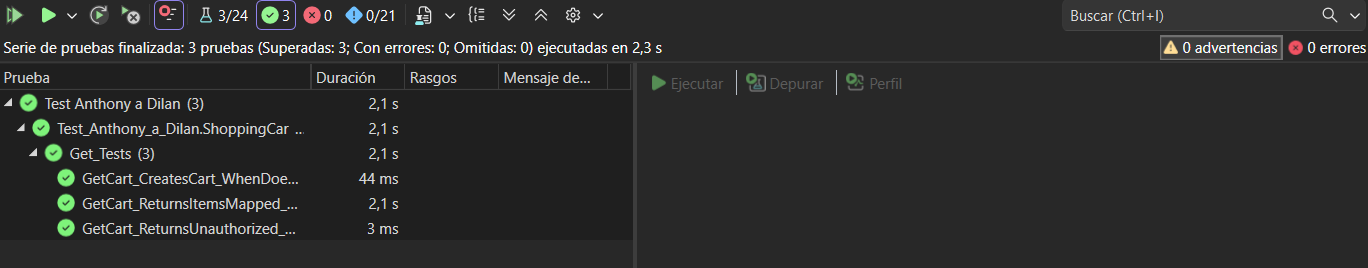 3/24 3 0 0/21 Buscar (Ctrl+I)
Serie de pruebas finalizada: 3 pruebas (Superadas: 3; Con errores: 0; Omitidas: 0) ejecutadas en 2,3 s 0 advertencias 0 errores
Prueba Duración Rasgos Mensaje de... Ejecutar Depurar Perfil
Test Anthony a Dilan (3) 2,1 s
Test_Anthony_a_Dilan.ShoppingCar ... 2,1 s
Get_Tests (3) 2,1 s
GetCart_CreatesCart_WhenDoe... 44 ms
GetCart_ReturnsItemsMapped_... 2,1 s
GetCart_ReturnsUnauthorized_... 3 ms